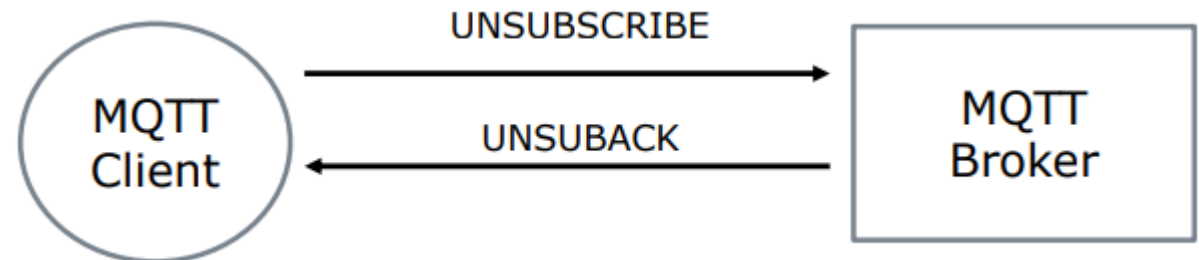 UNSUBSCRIBE
MQTT
Client
UNSUBACK
MQTT
Broker